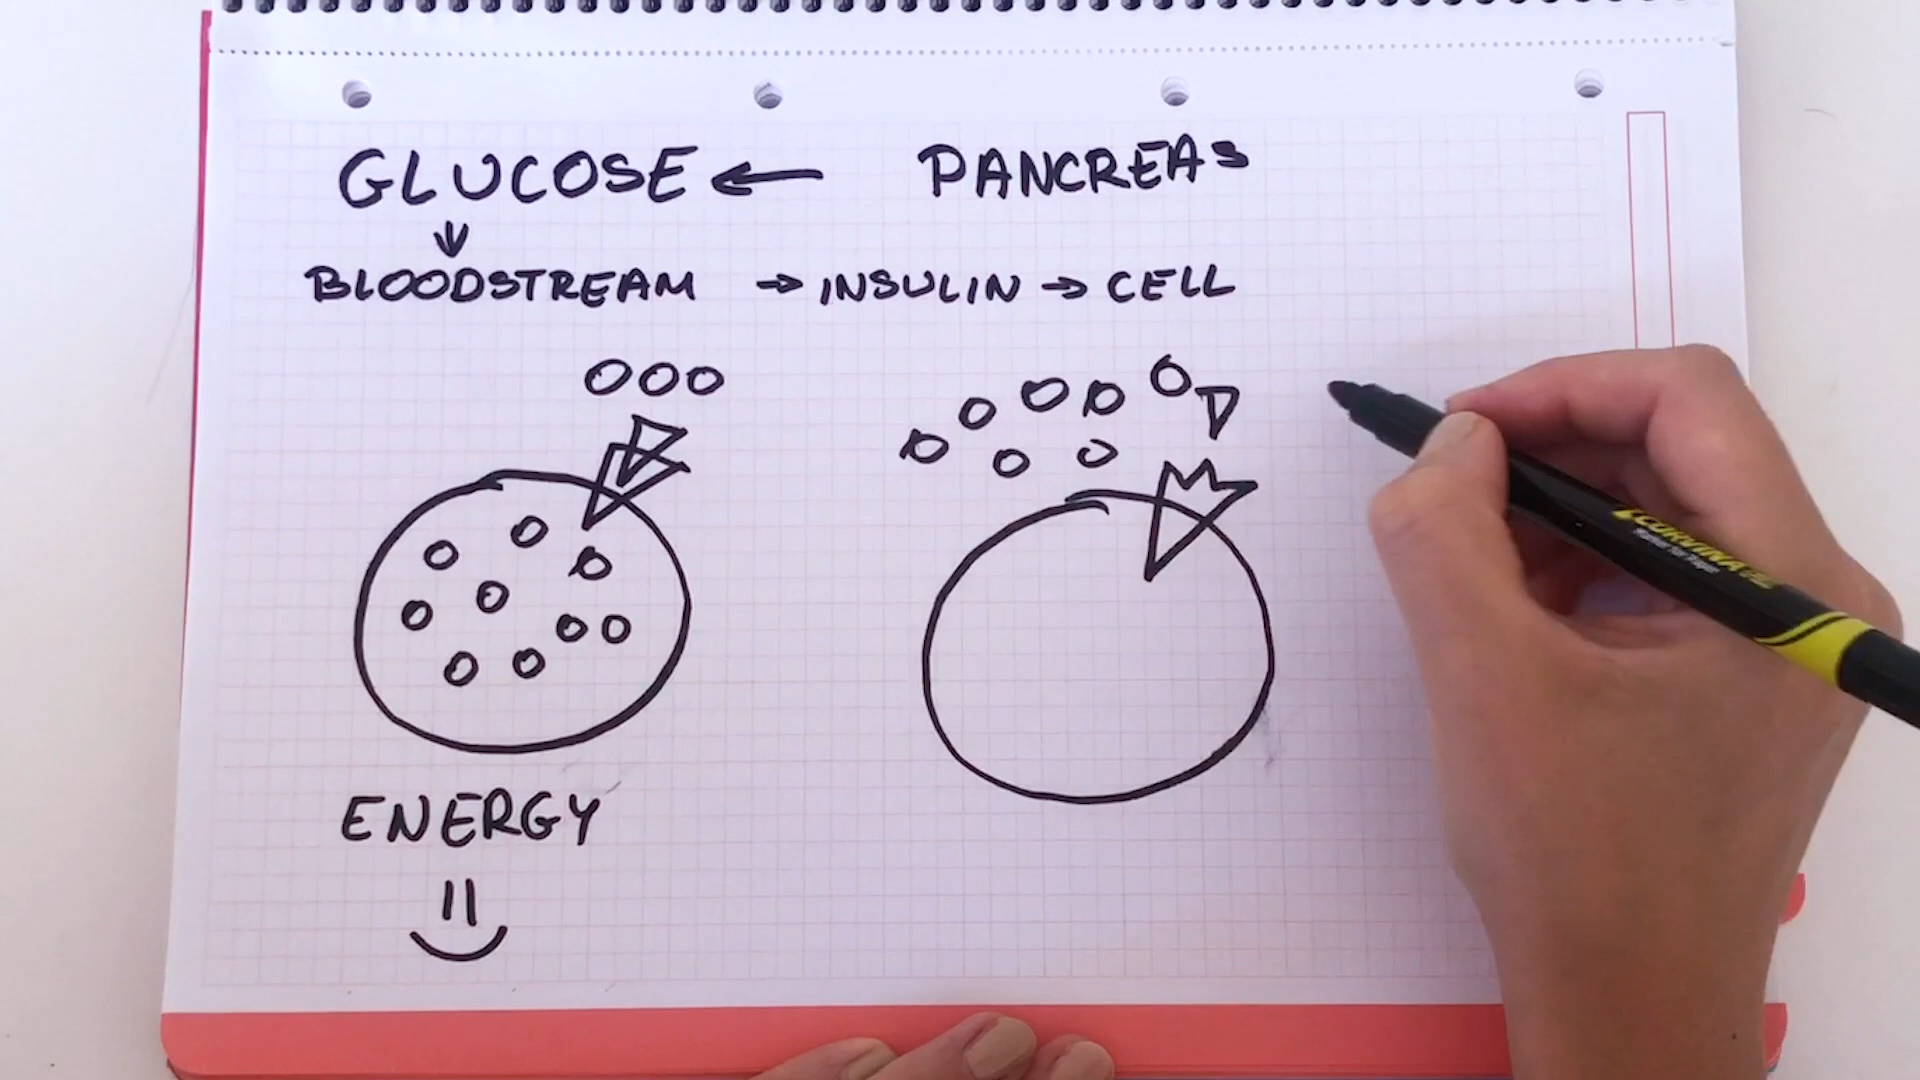 GLUCOSE ← PANCREAS
↓
BLOODSTREAM → INSULIN → CELL
ENERGY